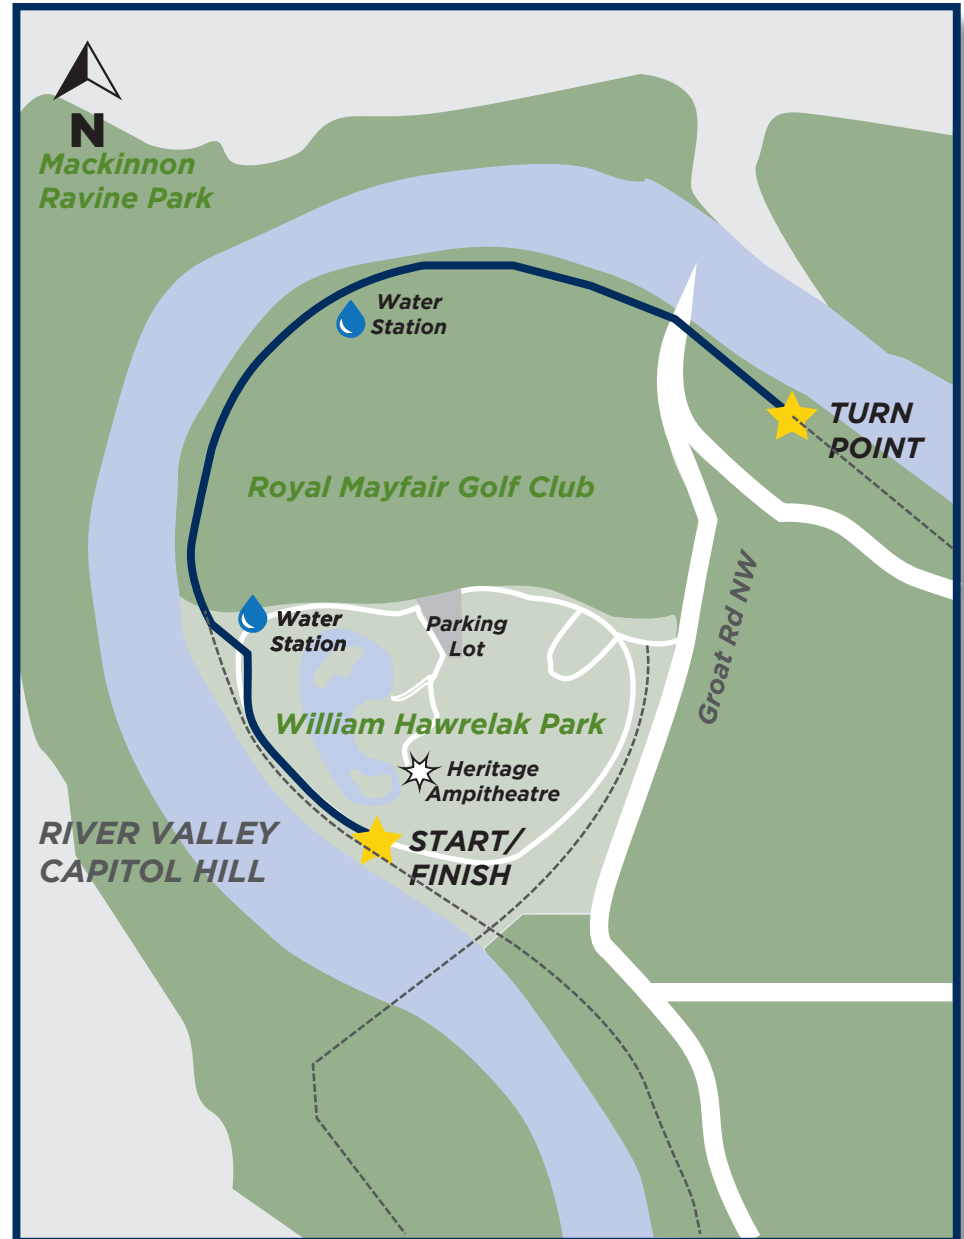 N
Mackinnon
Ravine Park
Water
Station
TURN
POINT
Royal Mayfair Golf Club
Groat Rd NW
Water
Station
Parking
Lot
William Hawrelak Park
Heritage
Ampitheatre
RIVER VALLEY
CAPITOL HILL
START/
FINISH